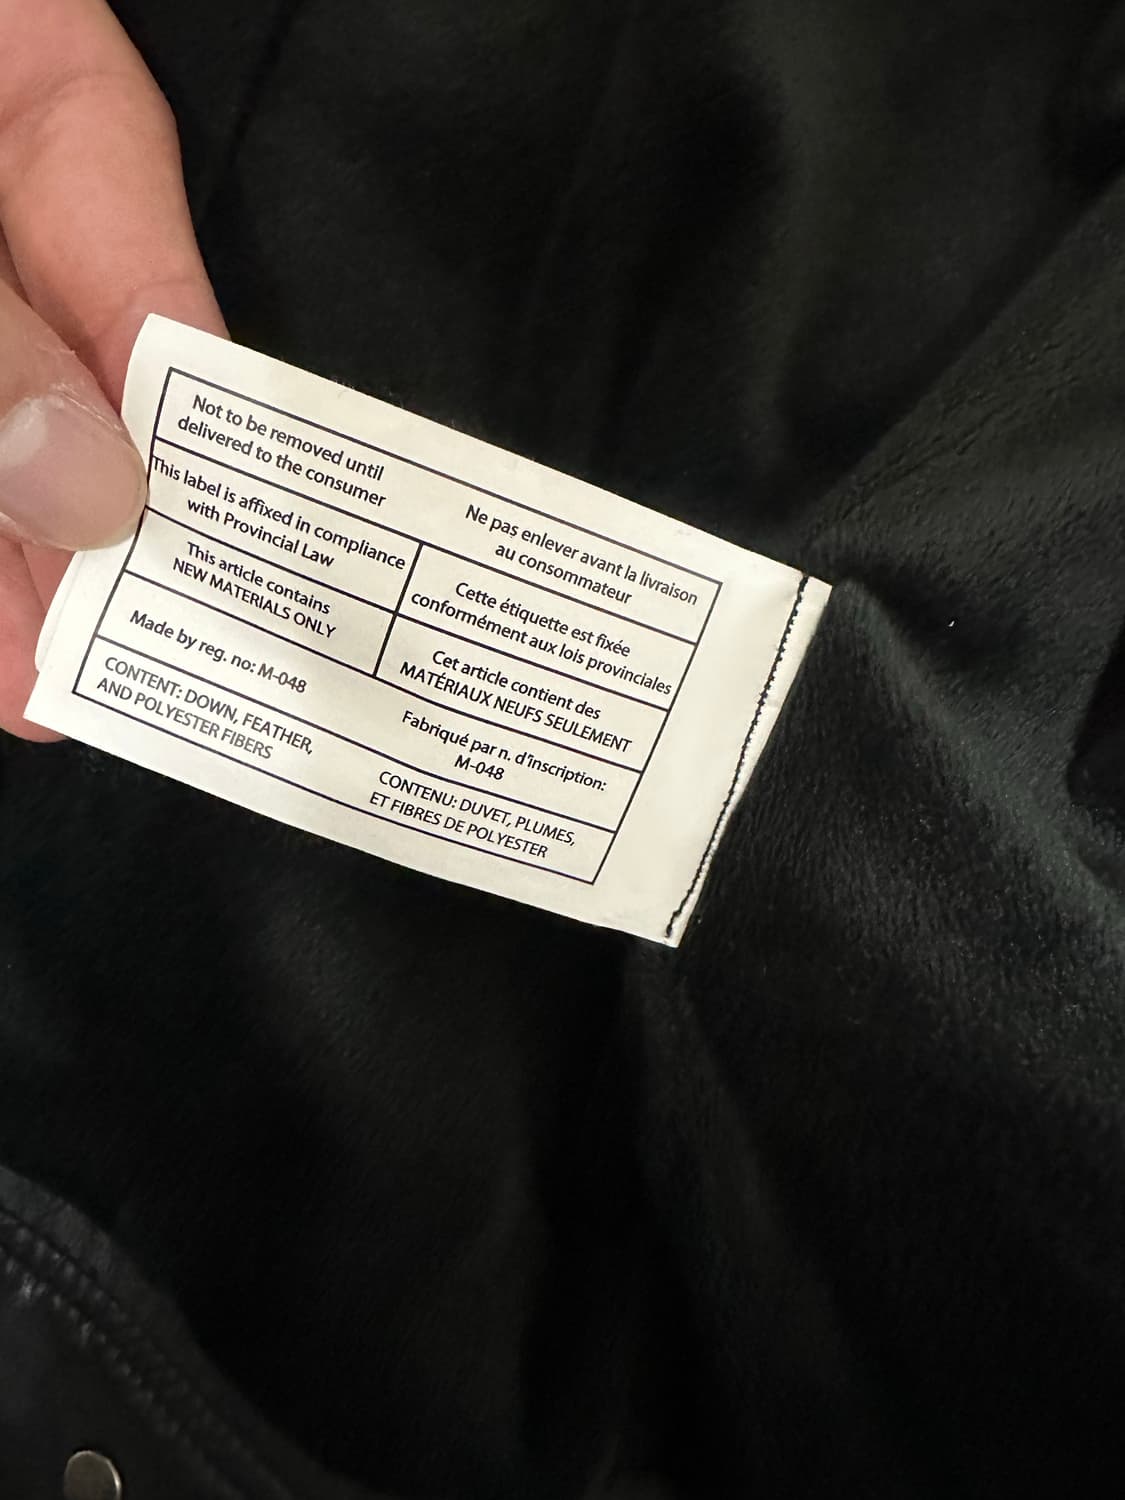 Not to be removed until
delivered to the consumer
Ne pas enlever avant la livraison
au consommateur
This label is affixed in compliance
with Provincial Law
Cette étiquette est fixée
conformément aux lois provinciales
This article contains
NEW MATERIALS ONLY
Cet article contient des
MATÉRIAUX NEUFS SEULEMENT
Made by reg. no: M-048
Fabriqué par n. d'inscription:
M-048
CONTENT: DOWN, FEATHER,
AND POLYESTER FIBERS
CONTENU: DUVET, PLUMES,
ET FIBRES DE POLYESTER